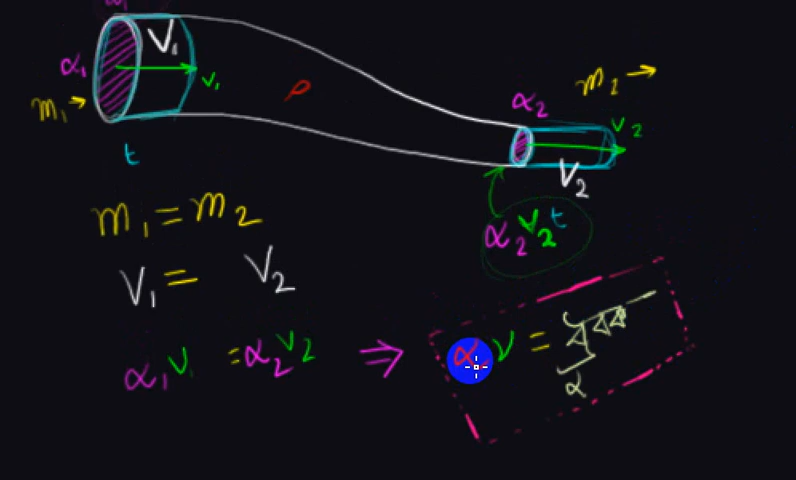 V₁
α₁
v₁
m₁ →
ρ
t
α₂
m₂ →
v₂
V₂
α₂v₂t
m₁ = m₂
V₁ = V₂
α₁v₁ = α₂v₂ ⇒ αv =